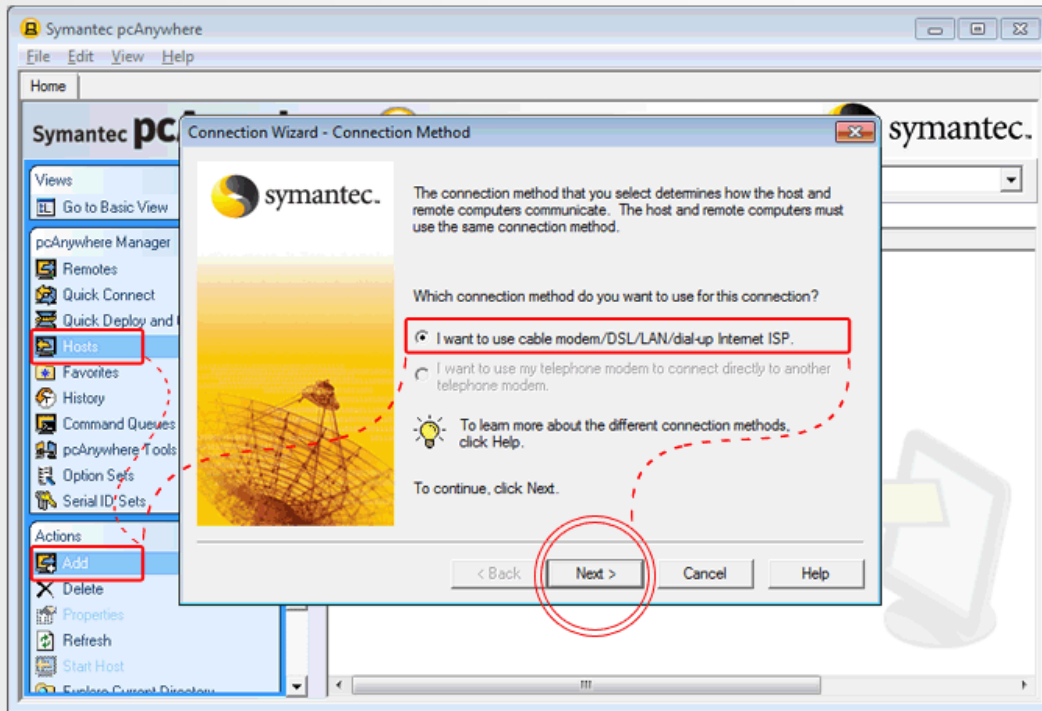 Symantec pcAnywhere
File Edit View Help
Home
Symantec
symantec.
Views
Go to Basic View
pcAnywhere Manager
Remotes
Quick Connect
Quick Deploy and
Hosts
Favorites
History
Command Queues
pcAnywhere Tools
Option Sets
Serial ID Sets
Actions
Add
Delete
Properties
Refresh
Start Host
Explore Current Directory
Connection Wizard - Connection Method
symantec.
The connection method that you select determines how the host and
remote computers communicate. The host and remote computers must
use the same connection method.
Which connection method do you want to use for this connection?
I want to use cable modem/DSL/LAN/dial-up Internet ISP.
I want to use my telephone modem to connect directly to another
telephone modem.
To learn more about the different connection methods,
click Help.
To continue, click Next.
< Back Next > Cancel Help